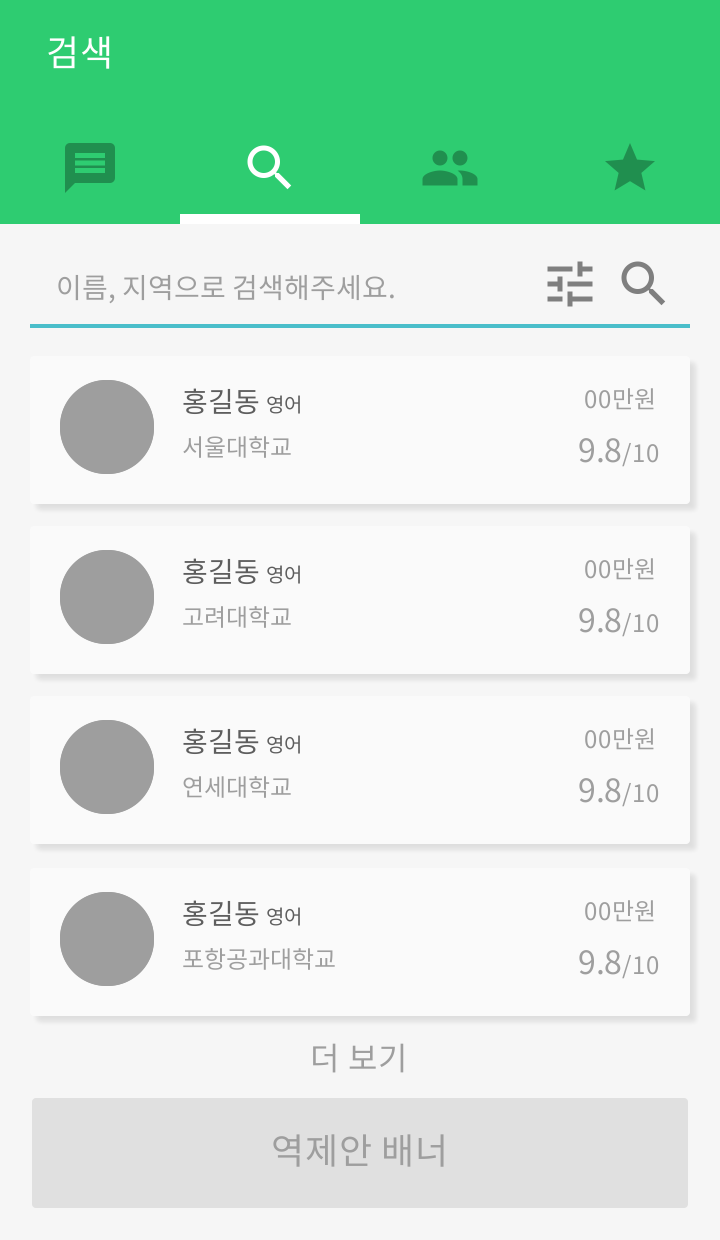 검색
이름, 지역으로 검색해주세요.
홍길동 영어 00만원
서울대학교 9.8/10
홍길동 영어 00만원
고려대학교 9.8/10
홍길동 영어 00만원
연세대학교 9.8/10
홍길동 영어 00만원
포항공과대학교 9.8/10
더 보기
역제안 배너